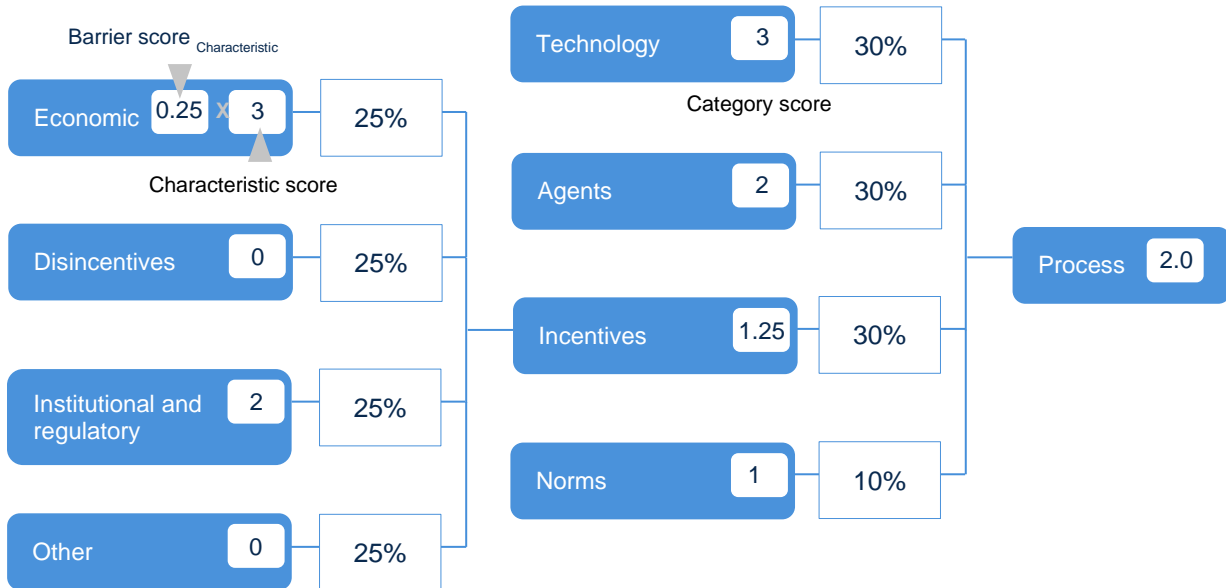 Barrier score Characteristic
Economic 0.25 X 3 25%
Characteristic score
Disincentives 0 25%
Institutional and
regulatory 2 25%
Other 0 25%
Technology 3 30%
Category score
Agents 2 30%
Incentives 1.25 30%
Norms 1 10%
Process 2.0